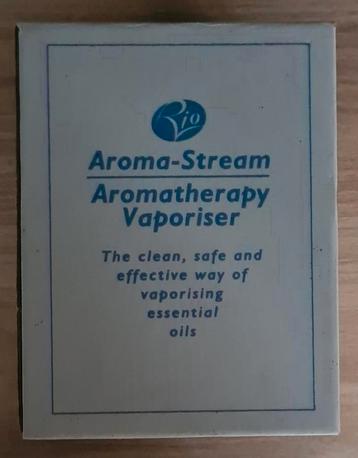 Rio
Aroma-Stream
Aromatherapy
Vaporiser
The clean, safe and
effective way of
vaporising
essential
oils